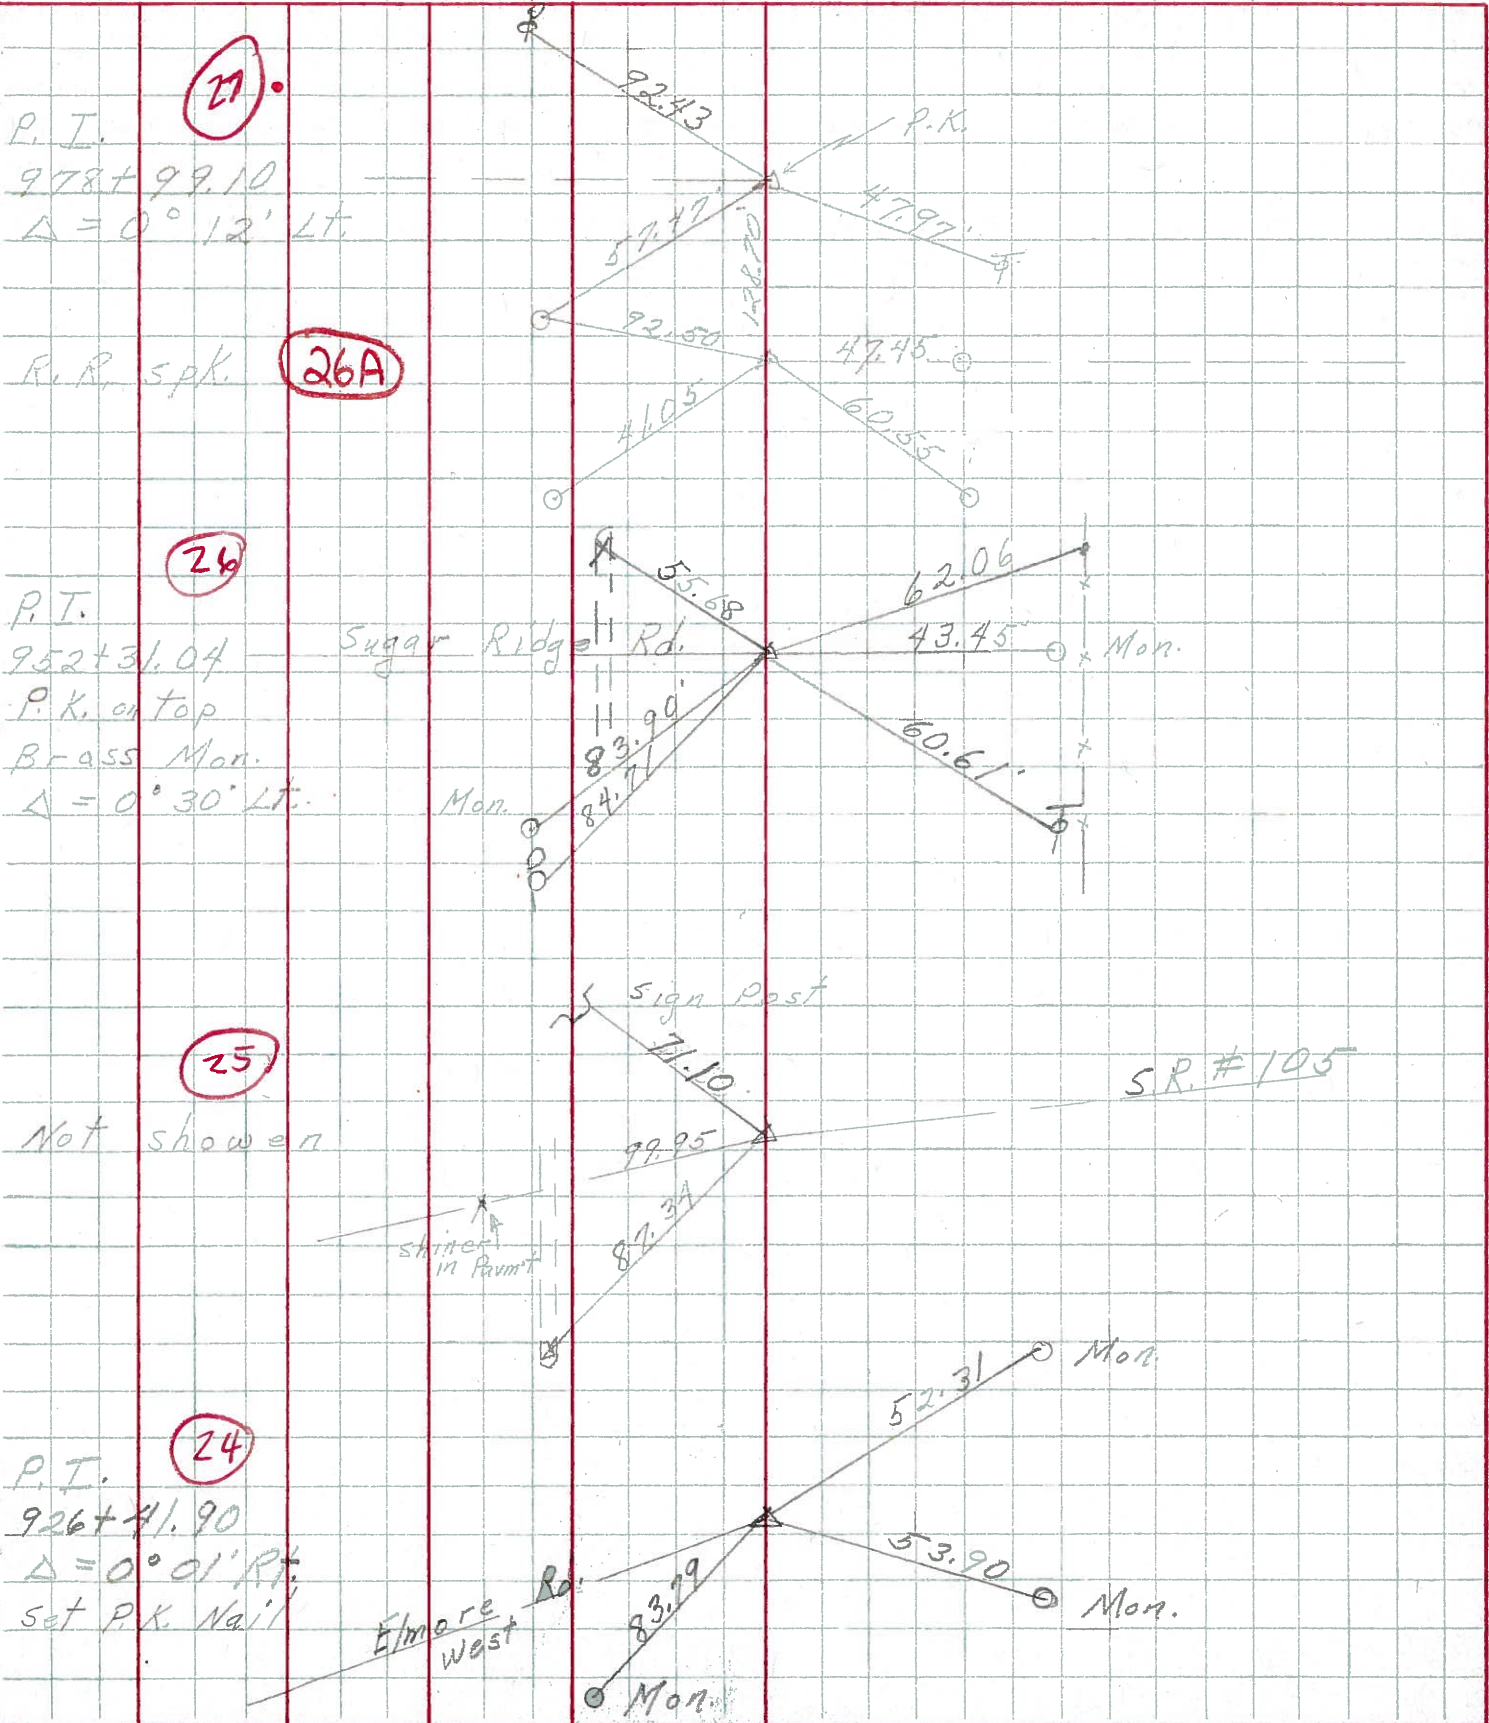 27
92.43
P.K.
P. I.
978+99.10
Δ = 0° 12' Lt.
57.47'
47.97'
128.70'
92.50
47.45
R.R. spk.
26A
41.05
60.55
26
55.68
62.06
P. I.
Sugar Ridge Rd.
43.45
Mon.
952+31.04
P.K. on top
Brass Mon.
Δ = 0° 30' Lt.
83.99'
60.61'
Mon.
84.71
Sign Post
71.10
25
S.R. #105
Not showen
99.95
87.34
shiner
in Pavm't
52.31
Mon.
24
P. I.
926+41.90
Δ = 0° 01' Rt.
Set P.K. Nail
53.90
Mon.
Elmore Rd.
West
83.79
Mon.